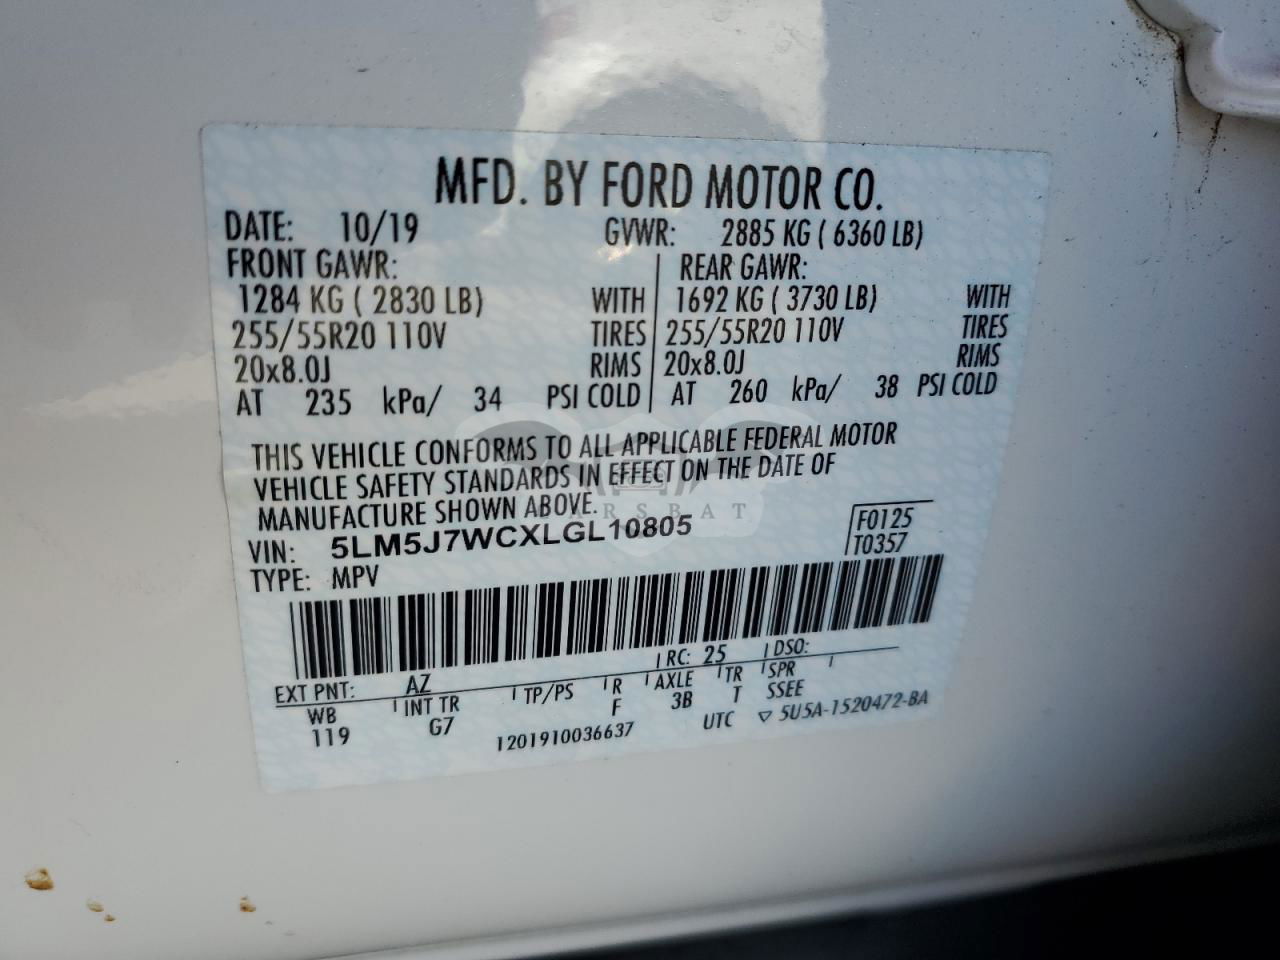 MFD. BY FORD MOTOR CO.
DATE: 10/19 GVWR: 2885 KG ( 6360 LB)
FRONT GAWR: REAR GAWR:
1284 KG ( 2830 LB) WITH 1692 KG ( 3730 LB) WITH
255/55R20 110V TIRES 255/55R20 110V TIRES
20x8.0J RIMS 20x8.0J RIMS
AT 235 kPa/ 34 PSI COLD AT 260 kPa/ 38 PSI COLD
THIS VEHICLE CONFORMS TO ALL APPLICABLE FEDERAL MOTOR
VEHICLE SAFETY STANDARDS IN EFFECT ON THE DATE OF
MANUFACTURE SHOWN ABOVE.
ARSBAT
VIN: 5LM5J7WCXLGL10805 F0125
TYPE: MPV T0357
EXT PNT: AZ RC: 25 DSO:
WB INT TR TP/PS R AXLE TR SPR
119 G7 F 3B T SSEE
1201910036637 UTC ▽ 5U5A-1520472-BA